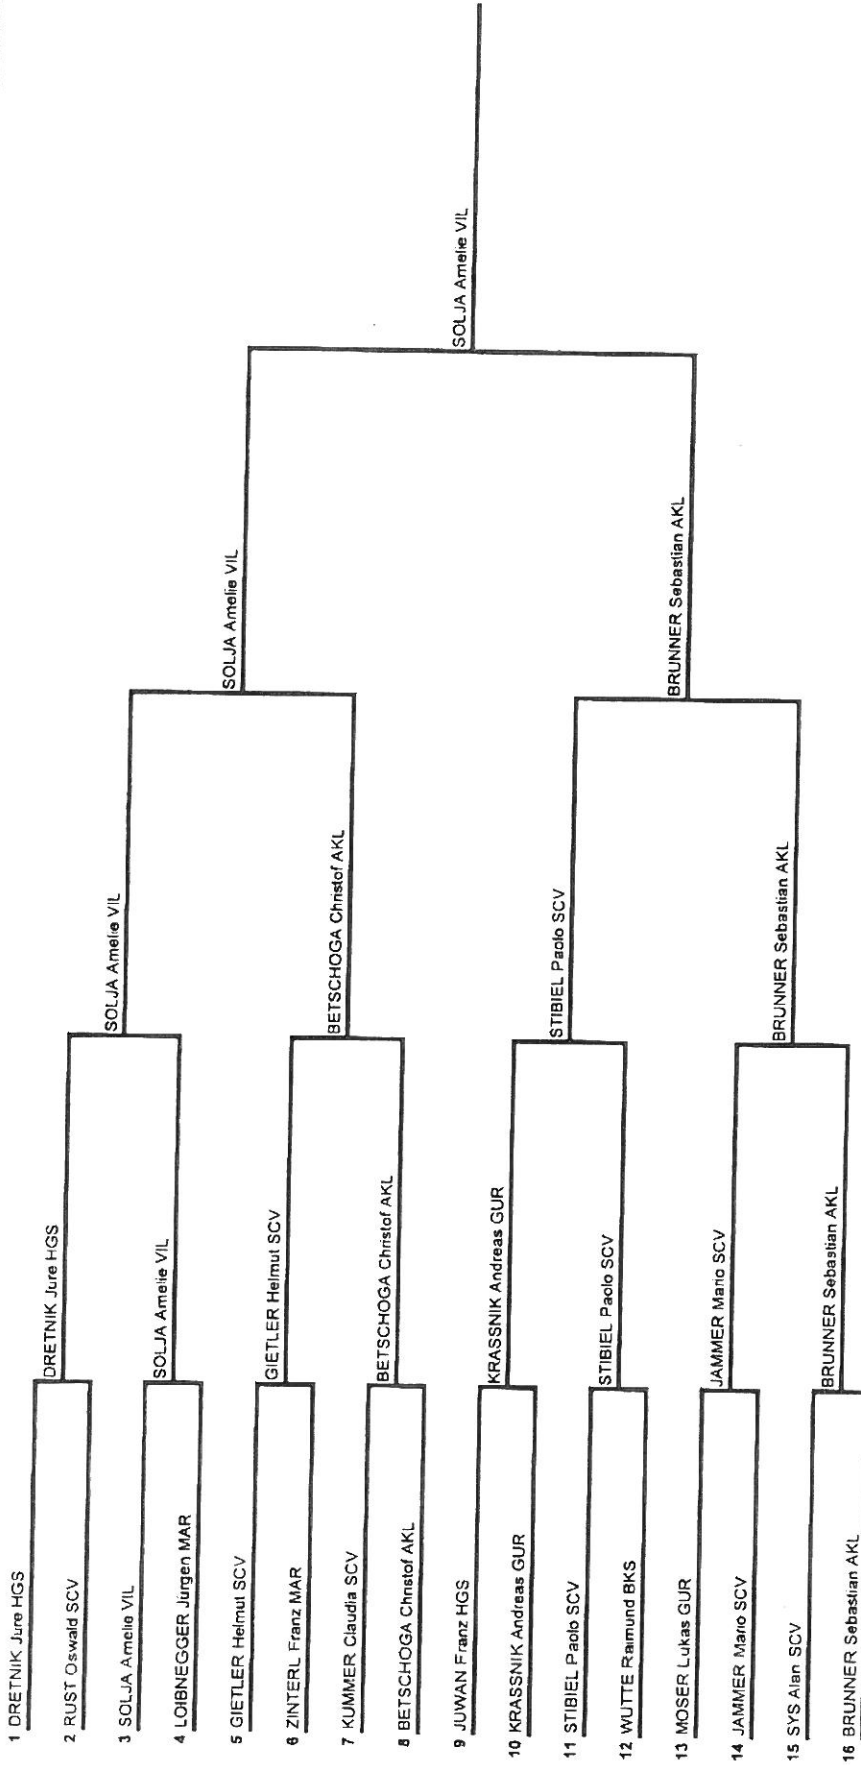 1 DRETNIK Jure HGS
2 RUST Oswald SCV
3 SOLJA Amelie VIL
4 LOIBNEGGER Jürgen MAR
5 GIETLER Helmut SCV
6 ZINTERL Franz MAR
7 KUMMER Claudia SCV
8 BETSCHOGA Christof AKL
9 JUWAN Franz HGS
10 KRASSNIK Andreas GUR
11 STIBIEL Paolo SCV
12 WUTTE Raimund BKS
13 MOSER Lukas GUR
14 JAMMER Mario SCV
15 SYS Alan SCV
16 BRUNNER Sebastian AKL
DRETNIK Jure HGS
SOLJA Amelie VIL
GIETLER Helmut SCV
BETSCHOGA Christof AKL
KRASSNIK Andreas GUR
STIBIEL Paolo SCV
JAMMER Mario SCV
BRUNNER Sebastian AKL
SOLJA Amelie VIL
BETSCHOGA Christof AKL
STIBIEL Paolo SCV
BRUNNER Sebastian AKL
SOLJA Amelie VIL
BRUNNER Sebastian AKL
SOLJA Amelie VIL